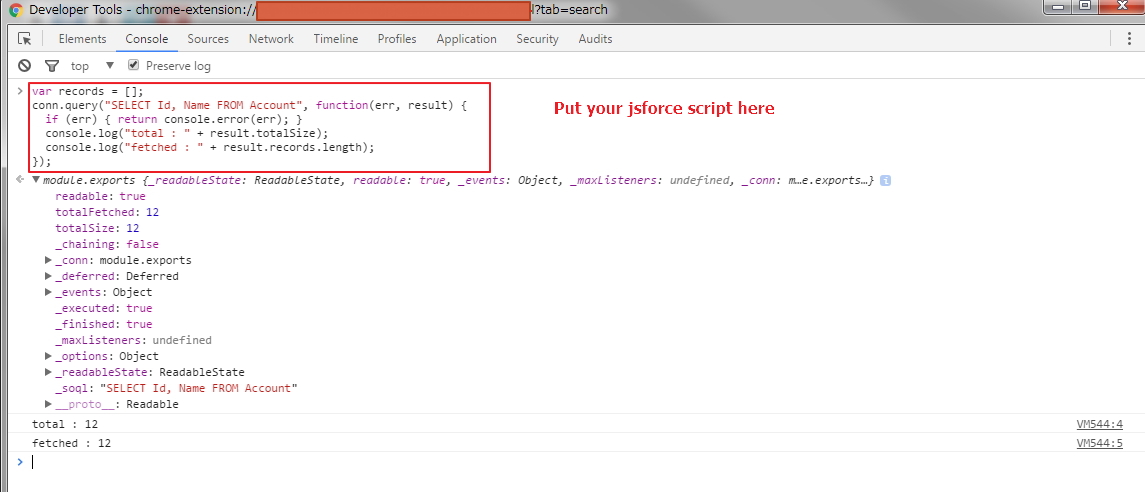 Developer Tools - chrome-extension:// l?tab=search
Elements Console Sources Network Timeline Profiles Application Security Audits
top ▼ Preserve log
> var records = [];
conn.query("SELECT Id, Name FROM Account", function(err, result) {
if (err) { return console.error(err); }
console.log("total : " + result.totalSize);
console.log("fetched : " + result.records.length);
});
Put your jsforce script here
▼ module.exports {_readableState: ReadableState, readable: true, _events: Object, _maxListeners: undefined, _conn: m…e.exports…} i
readable: true
totalFetched: 12
totalSize: 12
_chaining: false
▶ _conn: module.exports
▶ _deferred: Deferred
▶ _events: Object
_executed: true
_finished: true
_maxListeners: undefined
▶ _options: Object
▶ _readableState: ReadableState
_soql: "SELECT Id, Name FROM Account"
▶ __proto__: Readable
total : 12 VM544:4
fetched : 12 VM544:5
>